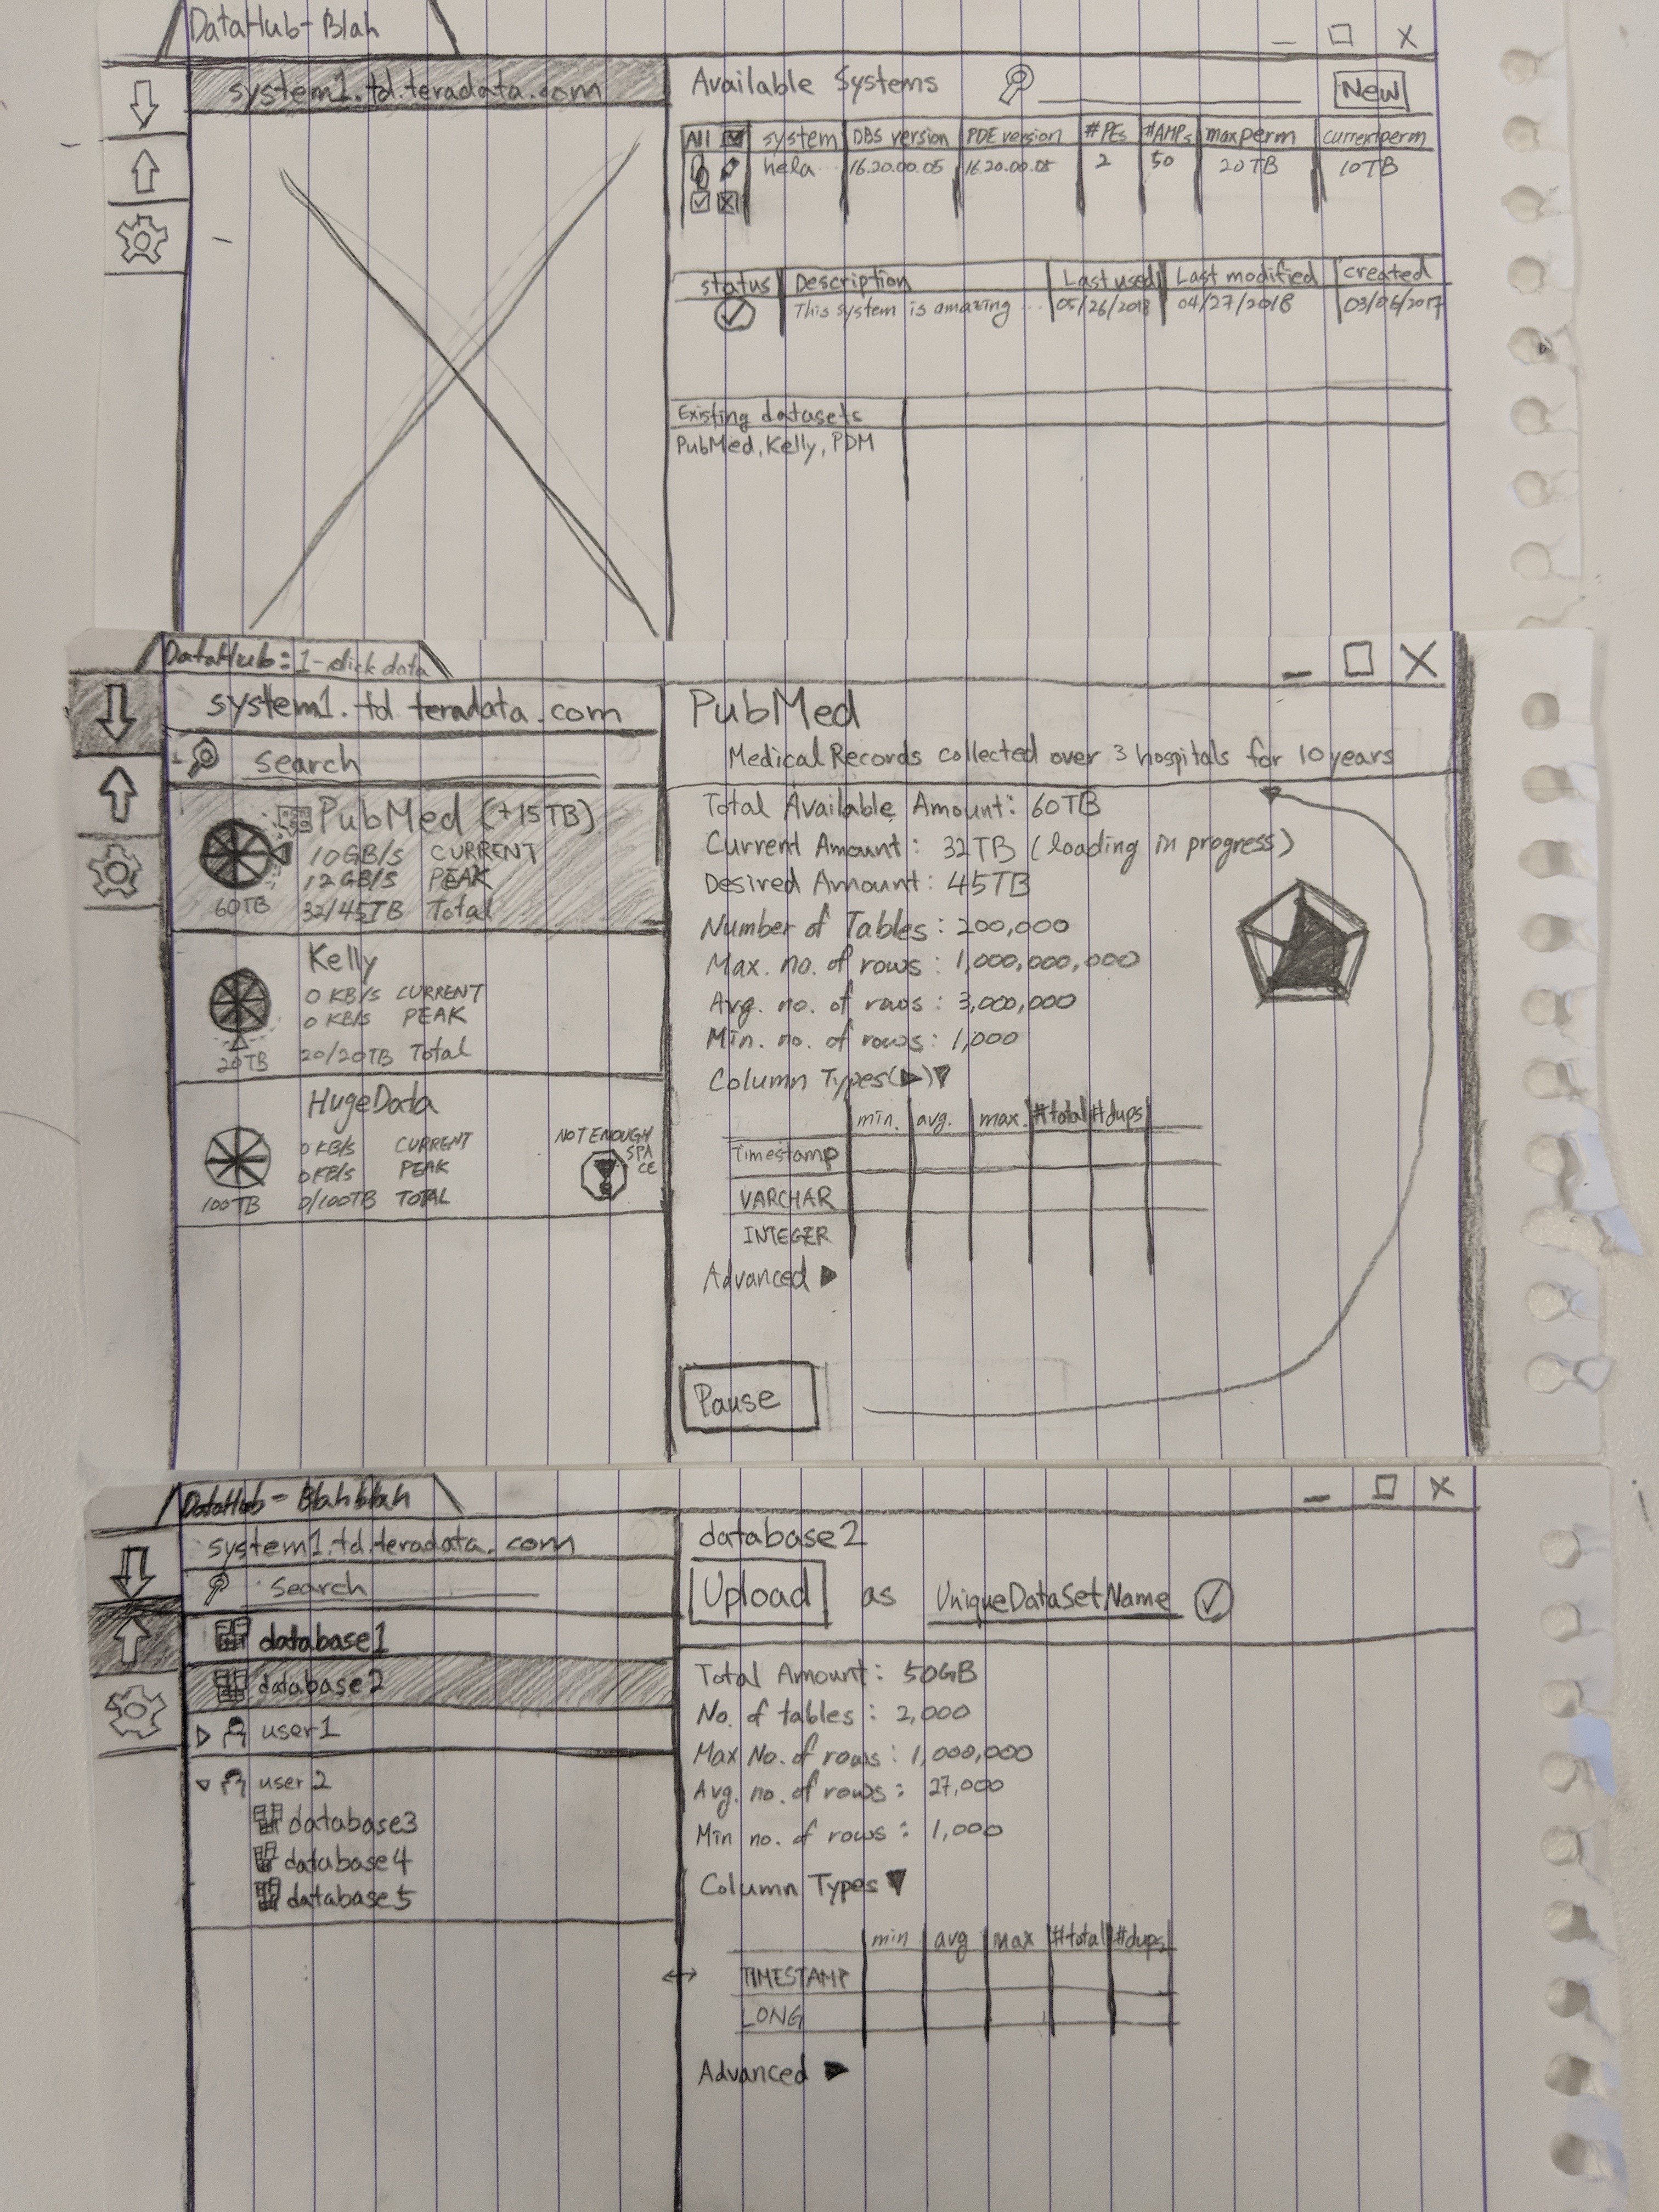 DataHub - Blah
system1.td.teradata.com
Available Systems
New
All system DBS version PDE version #PEs #AMPs maxperm currentperm
hela... 16.20.00.05 16.20.00.05 2 50 20TB 10TB
status Description Last used Last modified created
This system is amazing ... 05/26/2018 04/27/2018 03/06/2017
Existing datasets
PubMed, Kelly, PDM
DataHub: 1-click data
system1.td.teradata.com
search
PubMed (+15TB)
10GB/S CURRENT
12GB/S PEAK
60TB 32/45TB Total
Kelly
0 KB/s CURRENT
0 KB/s PEAK
20TB 20/20TB Total
HugeData
0 KB/s CURRENT
0 KB/s PEAK
100TB 0/100TB TOTAL
NOT ENOUGH
SPA
CE
PubMed
Medical Records collected over 3 hospitals for 10 years
Total Available Amount: 60TB
Current Amount: 32TB (loading in progress)
Desired Amount: 45TB
Number of Tables: 200,000
Max. no. of rows: 1,000,000,000
Avg. no. of rows: 3,000,000
Min. no. of rows: 1,000
Column Types(▶)▼
min. avg. max. #total #dups
Timestamp
VARCHAR
INTEGER
Advanced ▶
Pause
DataHub - Blahblah
system1.td.teradata.com
search
database1
database2
user1
user2
database3
database4
database5
database2
Upload as UniqueDataSetName
Total Amount: 50GB
No. of tables: 2,000
Max No. of rows: 1,000,000
Avg. no. of rows: 27,000
Min no. of rows: 1,000
Column Types ▼
min avg max #total #dups
TIMESTAMP
LONG
Advanced ▶